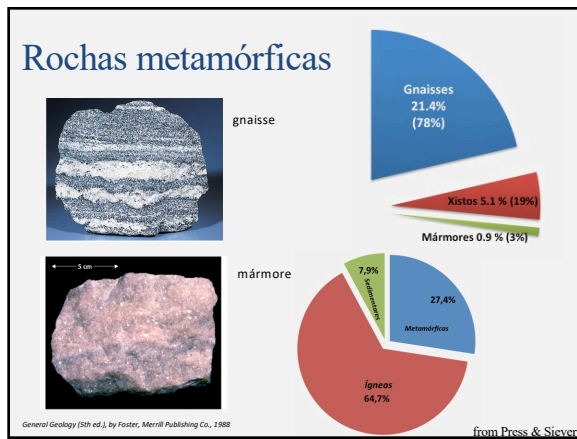 Rochas metamórficas
gnaisse
Gnaisses
21.4%
(78%)
Xistos 5.1 % (19%)
Mármores 0.9 % (3%)
mármore
5 cm
7,9%
Sedimentares
27,4%
Metamórficas
Ígneas
64,7%
General Geology (5th ed.), by Foster, Merrill Publishing Co., 1988
from Press & Siever